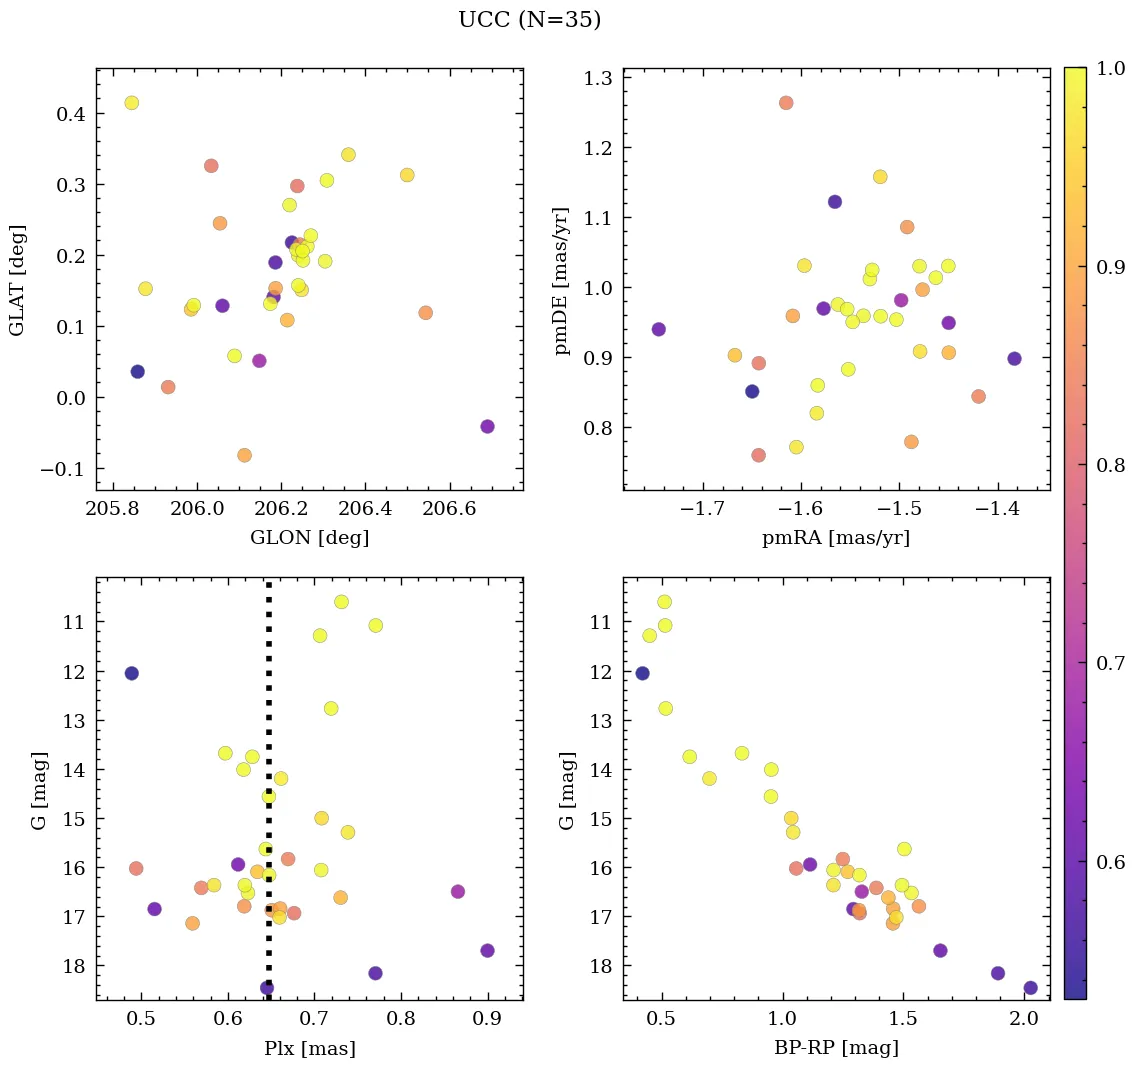 UCC (N=35)
0.4
0.3
0.2
0.1
0.0
−0.1
GLAT [deg]
205.8 206.0 206.2 206.4 206.6
GLON [deg]
1.3
1.2
1.1
1.0
0.9
0.8
pmDE [mas/yr]
−1.7 −1.6 −1.5 −1.4
pmRA [mas/yr]
11
12
13
14
15
16
17
18
G [mag]
0.5 0.6 0.7 0.8 0.9
Plx [mas]
11
12
13
14
15
16
17
18
G [mag]
0.5 1.0 1.5 2.0
BP-RP [mag]
1.0
0.9
0.8
0.7
0.6